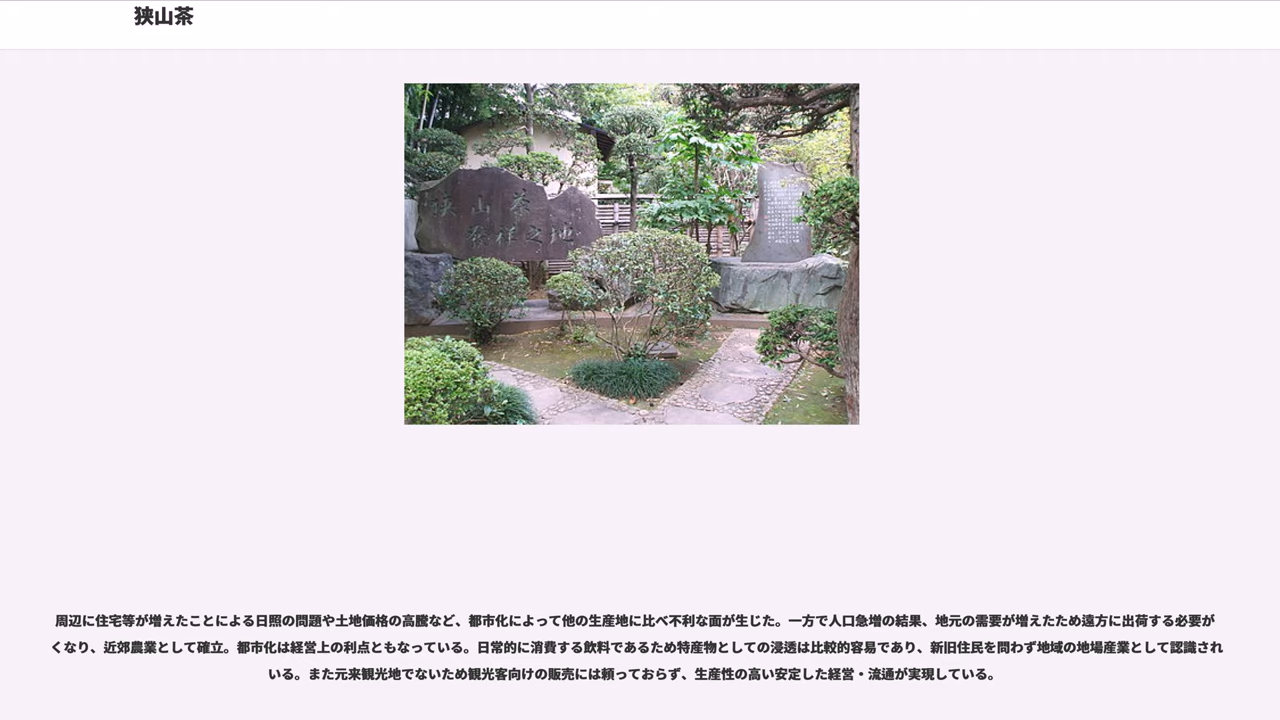 狭山茶
狭山茶
発祥之地
周辺に住宅等が増えたことによる日照の問題や土地価格の高騰など、都市化によって他の生産地に比べ不利な面が生じた。一方で人口急増の結果、地元の需要が増えたため遠方に出荷する必要が
くなり、近郊農業として確立。都市化は経営上の利点ともなっている。日常的に消費する飲料であるため特産物としての浸透は比較的容易であり、新旧住民を問わず地域の地場産業として認識され
いる。また元来観光地でないため観光客向けの販売には頼っておらず、生産性の高い安定した経営・流通が実現している。